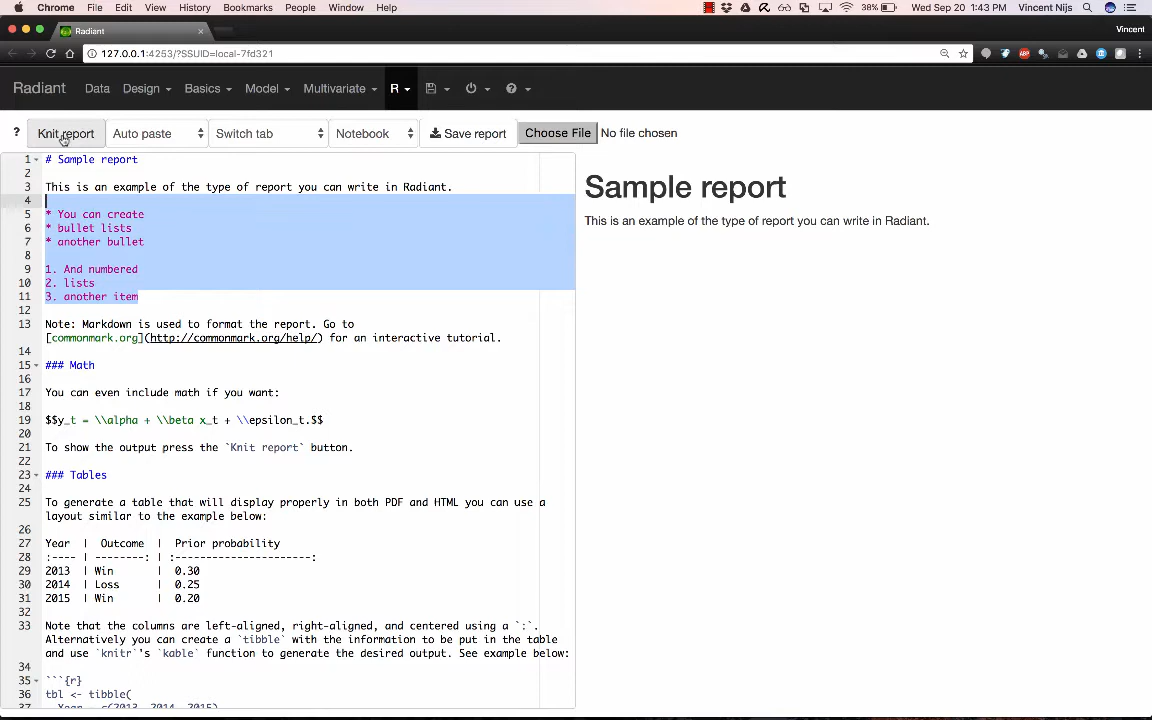 Chrome File Edit View History Bookmarks People Window Help 38% Wed Sep 20 1:43 PM Vincent Nijs
Radiant Vincent
127.0.0.1:4253/?SSUID=local-7fd321
Radiant Data Design Basics Model Multivariate R
? Knit report Auto paste Switch tab Notebook Save report Choose File No file chosen
1 # Sample report
2
3 This is an example of the type of report you can write in Radiant.
4
5 * You can create
6 * bullet lists
7 * another bullet
8
9 1. And numbered
10 2. lists
11 3. another item
12
13 Note: Markdown is used to format the report. Go to
[commonmark.org](http://commonmark.org/help/) for an interactive tutorial.
14
15 ### Math
16
17 You can even include math if you want:
18
19 $$y_t = \\alpha + \\beta x_t + \\epsilon_t.$$
20
21 To show the output press the `Knit report` button.
22
23 ### Tables
24
25 To generate a table that will display properly in both PDF and HTML you can use a
layout similar to the example below:
26
27 Year | Outcome | Prior probability
28 :---- | --------: | :----------------------:
29 2013 | Win | 0.30
30 2014 | Loss | 0.25
31 2015 | Win | 0.20
32
33 Note that the columns are left-aligned, right-aligned, and centered using a `:`.
Alternatively you can create a `tibble` with the information to be put in the table
and use `knitr`'s `kable` function to generate the desired output. See example below:
34
35 ```{r}
36 tbl <- tibble(
37 Year = c(2013, 2014, 2015)
Sample report
This is an example of the type of report you can write in Radiant.